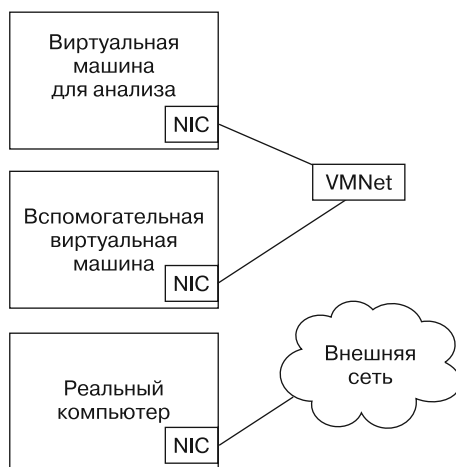 Виртуальная
машина
для анализа
NIC
VMNet
Вспомогательная
виртуальная
машина
NIC
Внешняя
сеть
Реальный
компьютер
NIC